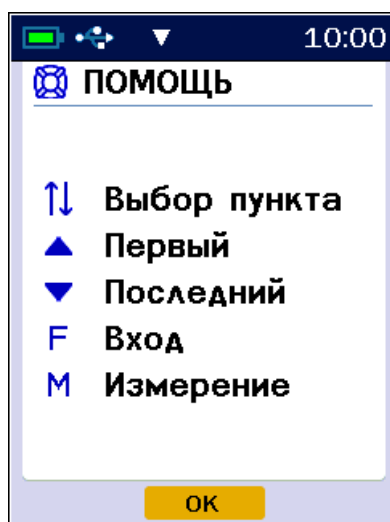 10:00
ПОМОЩЬ
Выбор пункта
Первый
Последний
F Вход
M Измерение
OK